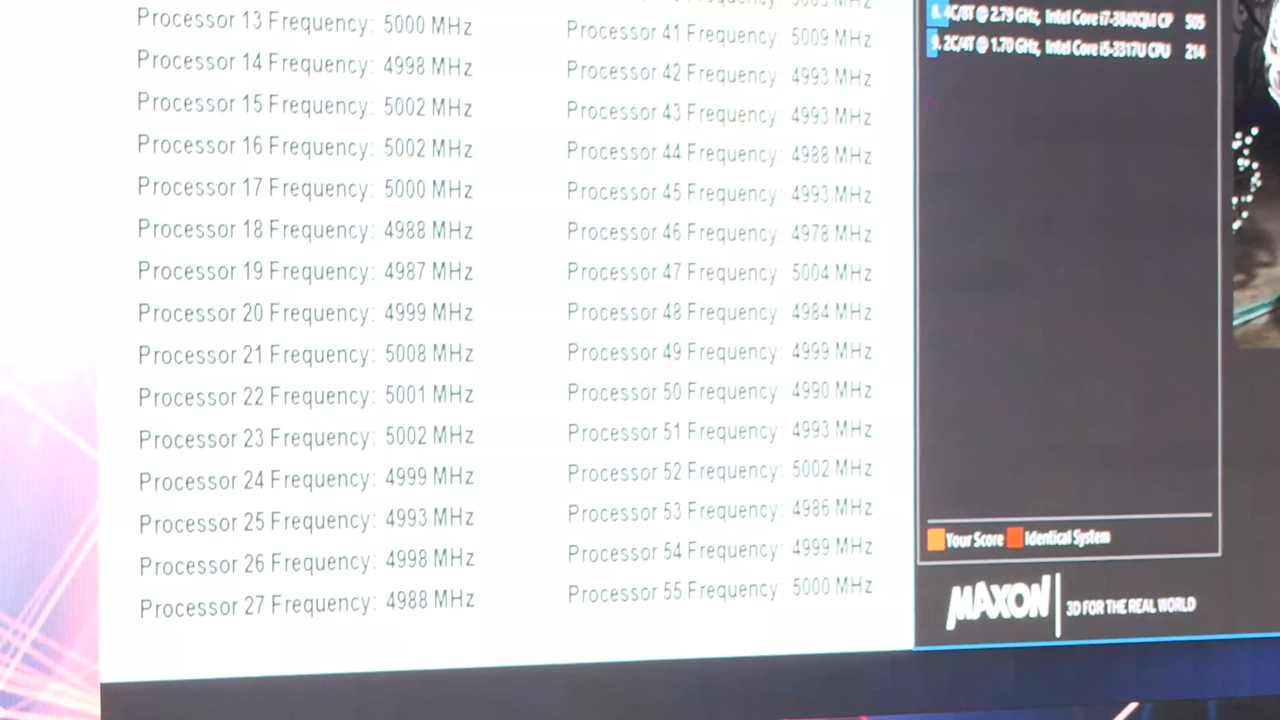 Processor 13 Frequency: 5000 MHz
Processor 14 Frequency: 4998 MHz
Processor 15 Frequency: 5002 MHz
Processor 16 Frequency: 5002 MHz
Processor 17 Frequency: 5000 MHz
Processor 18 Frequency: 4988 MHz
Processor 19 Frequency: 4987 MHz
Processor 20 Frequency: 4999 MHz
Processor 21 Frequency: 5008 MHz
Processor 22 Frequency: 5001 MHz
Processor 23 Frequency: 5002 MHz
Processor 24 Frequency: 4999 MHz
Processor 25 Frequency: 4993 MHz
Processor 26 Frequency: 4998 MHz
Processor 27 Frequency: 4988 MHz
Processor 41 Frequency: 5009 MHz
Processor 42 Frequency: 4993 MHz
Processor 43 Frequency: 4993 MHz
Processor 44 Frequency: 4988 MHz
Processor 45 Frequency: 4993 MHz
Processor 46 Frequency: 4978 MHz
Processor 47 Frequency: 5004 MHz
Processor 48 Frequency: 4984 MHz
Processor 49 Frequency: 4999 MHz
Processor 50 Frequency: 4990 MHz
Processor 51 Frequency: 4993 MHz
Processor 52 Frequency: 5002 MHz
Processor 53 Frequency: 4986 MHz
Processor 54 Frequency: 4999 MHz
Processor 55 Frequency: 5000 MHz
8. 4C/8T @ 2.79 GHz, Intel Core i7-3840QM CP 505
9. 2C/4T @ 1.70 GHz, Intel Core i5-3317U CPU 214
Your Score Identical System
MAXON 3D FOR THE REAL WORLD